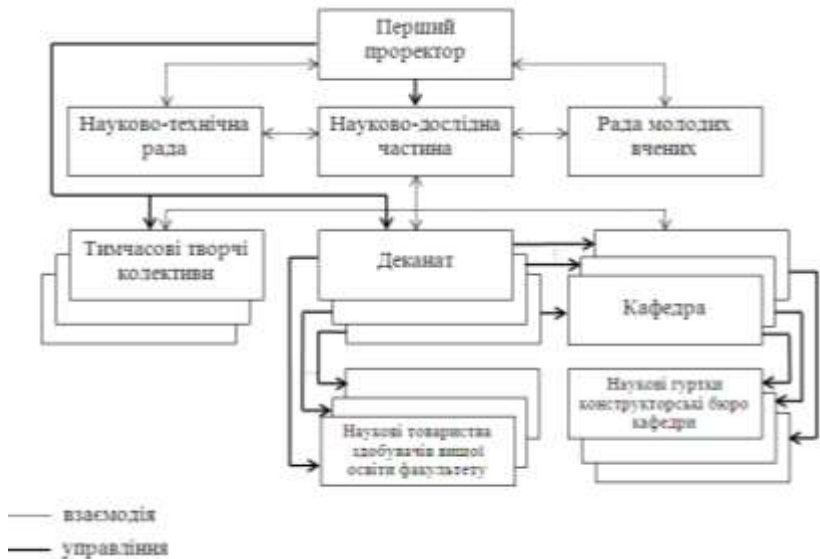 Перший
проректор
Науково-технічна
рада
Науково-дослідна
частина
Рада молодих
вчених
Тимчасові творчі
колективи
Деканат
Кафедра
Наукові товариства
здобувачів вищої
освіти факультету
Наукові гуртки
конструкторські бюро
кафедри
взаємодія
управління